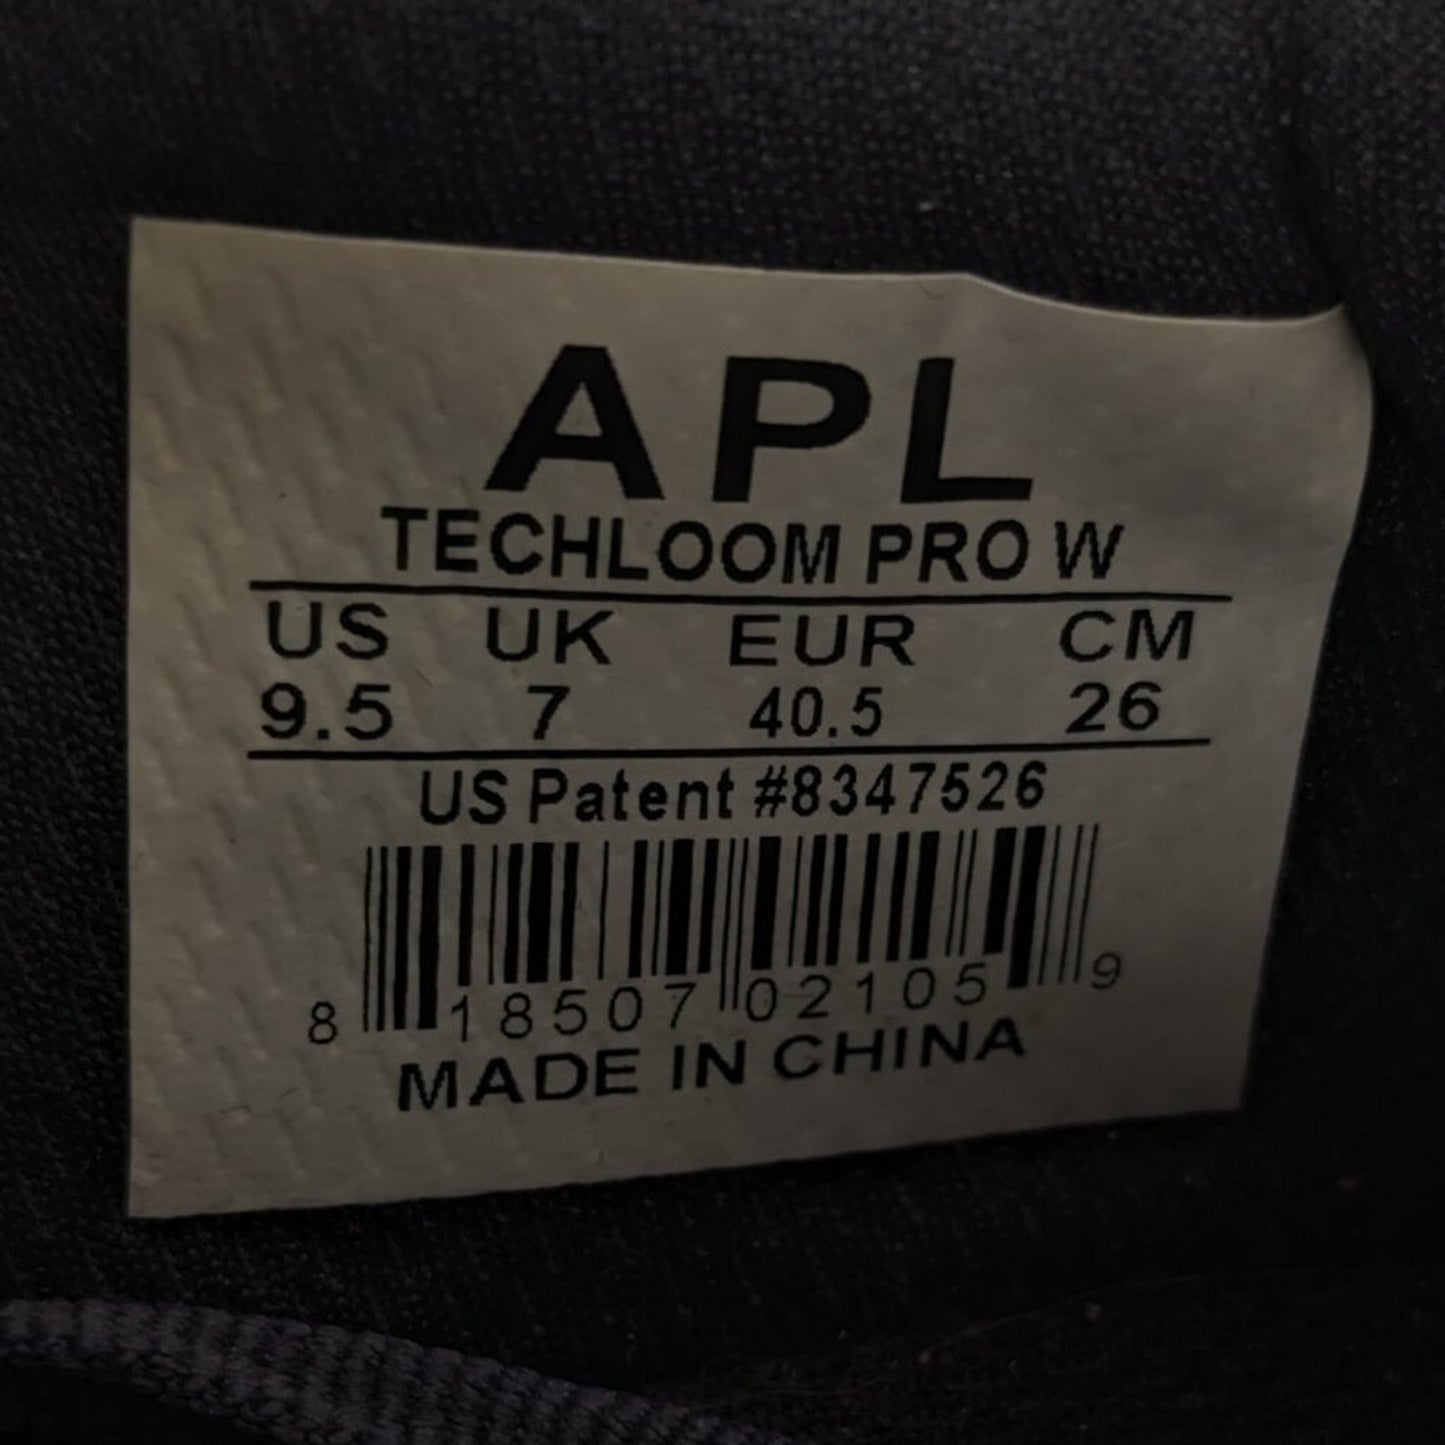 APL
TECHLOOM PRO W
US UK EUR CM
9.5 7 40.5 26
US Patent #8347526
8 18507 02105 9
MADE IN CHINA